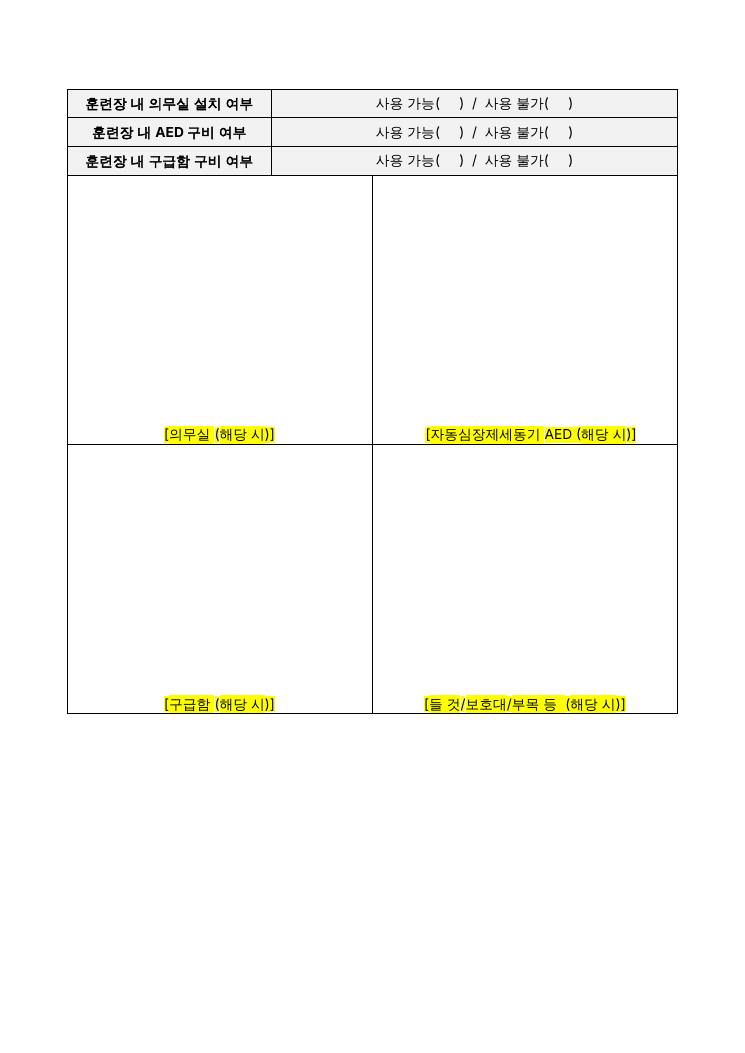 훈련장 내 의무실 설치 여부 사용 가능( ) / 사용 불가( )
훈련장 내 AED 구비 여부 사용 가능( ) / 사용 불가( )
훈련장 내 구급함 구비 여부 사용 가능( ) / 사용 불가( )
[의무실 (해당 시)] [자동심장제세동기 AED (해당 시)]
[구급함 (해당 시)] [들 것/보호대/부목 등 (해당 시)]